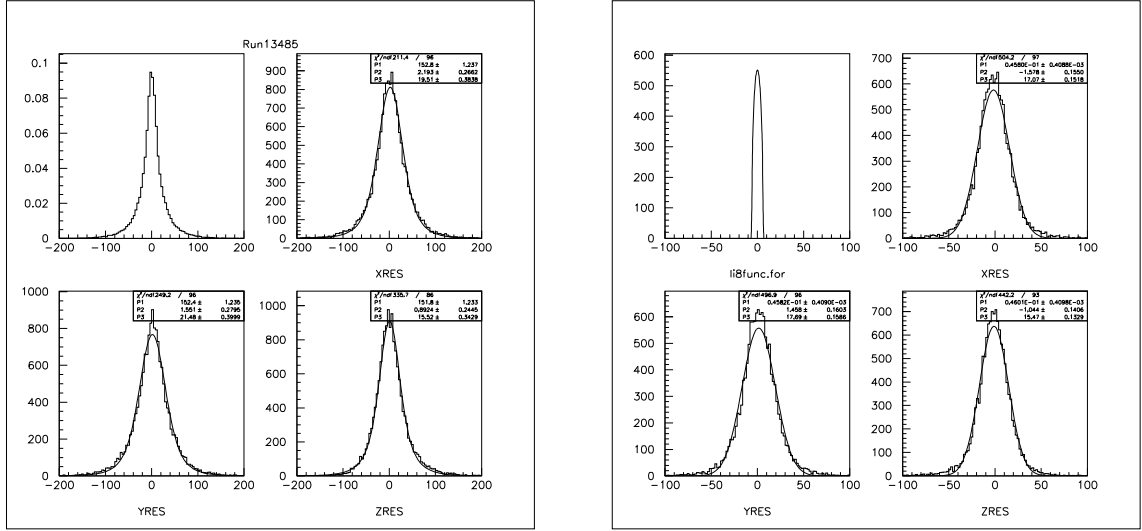 Run13485
0.1
0.08
0.06
0.04
0.02
0
-200 -100 0 100 200
χ²/ndf 211.4 / 96
P1 152.8 ± 1.237
P2 2.193 ± 0.2662
P3 19.51 ± 0.3838
900
800
700
600
500
400
300
200
100
0
-200 -100 0 100 200
XRES
χ²/ndf 249.2 / 96
P1 152.4 ± 1.235
P2 1.551 ± 0.2795
P3 21.48 ± 0.3999
1000
800
600
400
200
0
-200 -100 0 100 200
YRES
χ²/ndf 335.7 / 86
P1 151.8 ± 1.233
P2 0.8924 ± 0.2445
P3 15.52 ± 0.3429
1000
800
600
400
200
0
-200 -100 0 100 200
ZRES
600
500
400
300
200
100
0
-100 -50 0 50 100
li8func.for
χ²/ndf 504.2 / 97
P1 0.4580E-01 ± 0.4088E-03
P2 -1.578 ± 0.1550
P3 17.07 ± 0.1518
700
600
500
400
300
200
100
0
-100 -50 0 50 100
XRES
χ²/ndf 496.9 / 96
P1 0.4582E-01 ± 0.4090E-03
P2 1.458 ± 0.1603
P3 17.69 ± 0.1586
600
500
400
300
200
100
0
-100 -50 0 50 100
YRES
χ²/ndf 442.2 / 93
P1 0.4601E-01 ± 0.4098E-03
P2 -1.044 ± 0.1406
P3 15.47 ± 0.1329
700
600
500
400
300
200
100
0
-100 -50 0 50 100
ZRES